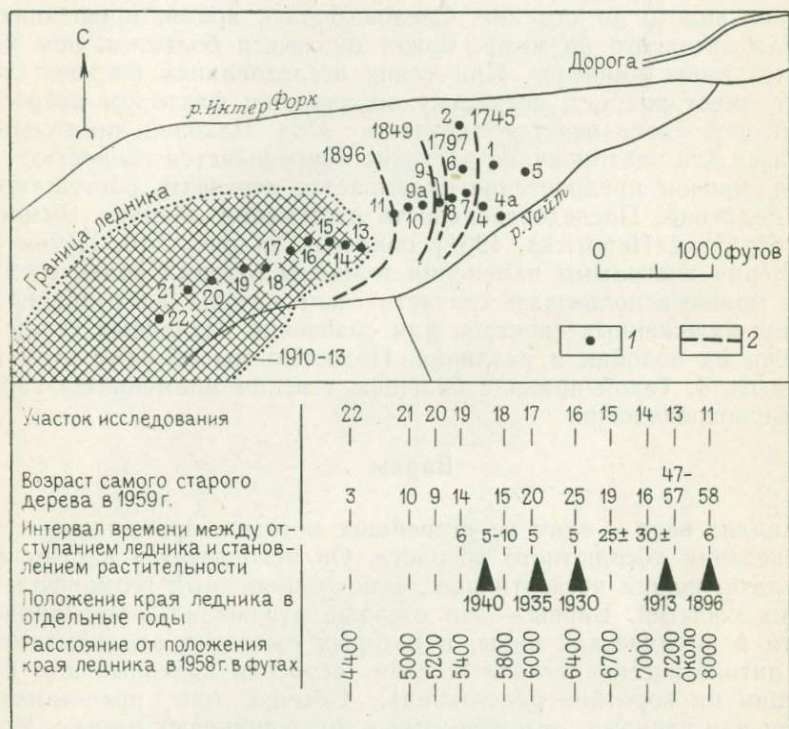 С
Дорога
р. Интер Форк
2
1745
1849
1797
1
1896
6
5
9
9а
11
10
8
7
4
4а
р. Уайт
Граница ледника
0
1000 футов
15
13
17
16
14
19
18
21
20
22
1910-13
1
2
Участок исследования
22 21 20 19 18 17 16 15 14 13 11
Возраст самого старого
дерева в 1959 г.
47-
3 10 9 14 15 20 25 19 16 57 58
Интервал времени между от-
ступанием ледника и станов-
лением растительности
5-10 5 5 25± 30± 6
Положение края ледника в
отдельные годы
1940 1935 1930 1913 1896
Расстояние от положения
края ледника в 1958 г. в футах
4400 5000 5200 5400 5800 6000 6400 6700 7000 7200 Около 8000